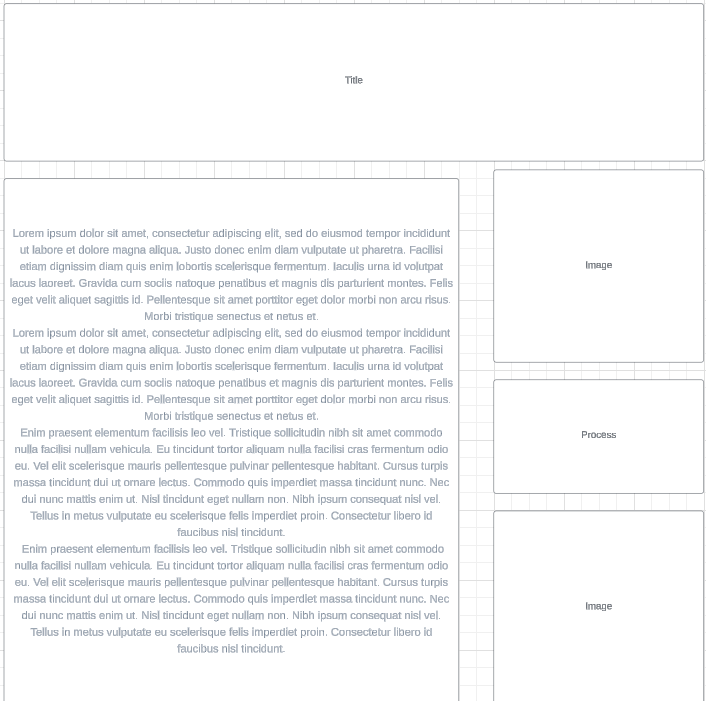 Title
Lorem ipsum dolor sit amet, consectetur adipiscing elit, sed do eiusmod tempor incididunt
ut labore et dolore magna aliqua. Justo donec enim diam vulputate ut pharetra. Facilisi
etiam dignissim diam quis enim lobortis scelerisque fermentum. Iaculis urna id volutpat
lacus laoreet. Gravida cum sociis natoque penatibus et magnis dis parturient montes. Felis
eget velit aliquet sagittis id. Pellentesque sit amet porttitor eget dolor morbi non arcu risus.
Morbi tristique senectus et netus et.
Lorem ipsum dolor sit amet, consectetur adipiscing elit, sed do eiusmod tempor incididunt
ut labore et dolore magna aliqua. Justo donec enim diam vulputate ut pharetra. Facilisi
etiam dignissim diam quis enim lobortis scelerisque fermentum. Iaculis urna id volutpat
lacus laoreet. Gravida cum sociis natoque penatibus et magnis dis parturient montes. Felis
eget velit aliquet sagittis id. Pellentesque sit amet porttitor eget dolor morbi non arcu risus.
Morbi tristique senectus et netus et.
Enim praesent elementum facilisis leo vel. Tristique sollicitudin nibh sit amet commodo
nulla facilisi nullam vehicula. Eu tincidunt tortor aliquam nulla facilisi cras fermentum odio
eu. Vel elit scelerisque mauris pellentesque pulvinar pellentesque habitant. Cursus turpis
massa tincidunt dui ut ornare lectus. Commodo quis imperdiet massa tincidunt nunc. Nec
dui nunc mattis enim ut. Nisl tincidunt eget nullam non. Nibh ipsum consequat nisl vel.
Tellus in metus vulputate eu scelerisque felis imperdiet proin. Consectetur libero id
faucibus nisl tincidunt.
Enim praesent elementum facilisis leo vel. Tristique sollicitudin nibh sit amet commodo
nulla facilisi nullam vehicula. Eu tincidunt tortor aliquam nulla facilisi cras fermentum odio
eu. Vel elit scelerisque mauris pellentesque pulvinar pellentesque habitant. Cursus turpis
massa tincidunt dui ut ornare lectus. Commodo quis imperdiet massa tincidunt nunc. Nec
dui nunc mattis enim ut. Nisl tincidunt eget nullam non. Nibh ipsum consequat nisl vel.
Tellus in metus vulputate eu scelerisque felis imperdiet proin. Consectetur libero id
faucibus nisl tincidunt.
Image
Process
Image